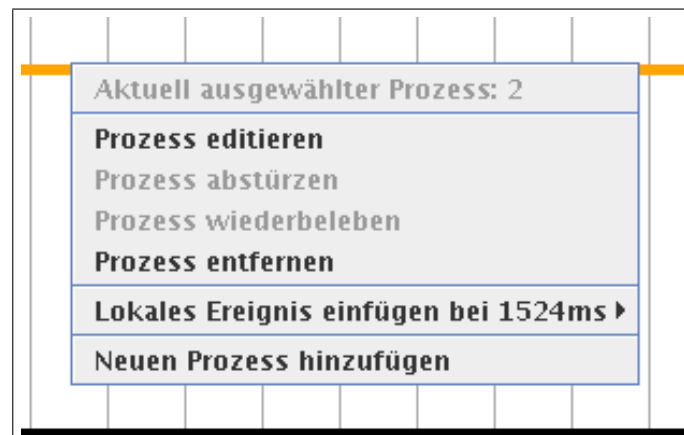 Aktuell ausgewählter Prozess: 2
Prozess editieren
Prozess abstürzen
Prozess wiederbeleben
Prozess entfernen
Lokales Ereignis einfügen bei 1524ms
Neuen Prozess hinzufügen